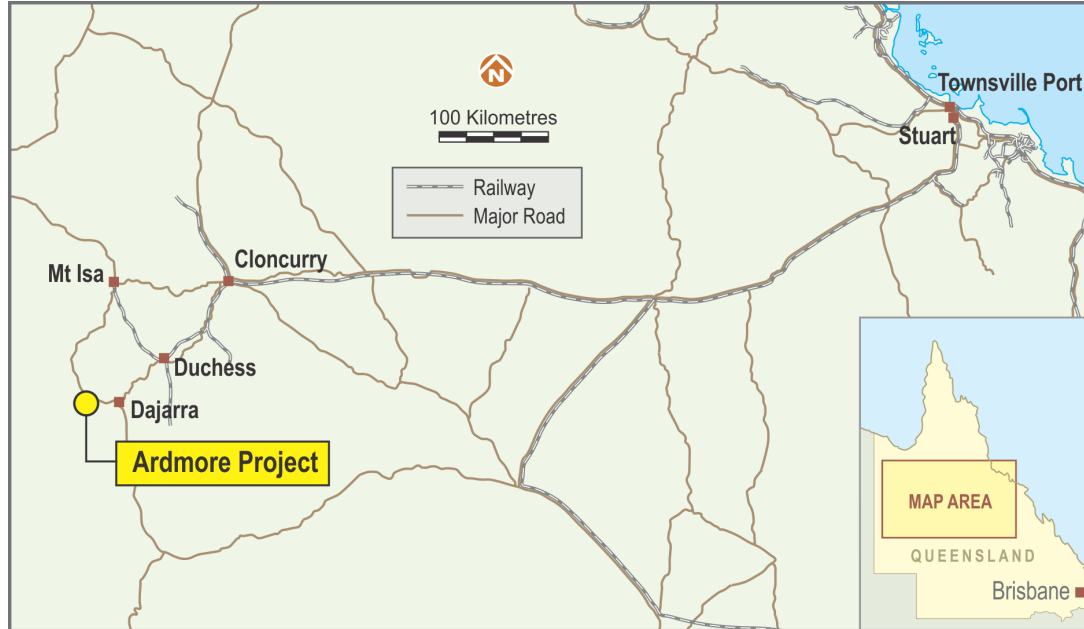 N
100 Kilometres
Railway
Major Road
Townsville Port
Stuart
Cloncurry
Mt Isa
Duchess
Dajarra
Ardmore Project
MAP AREA
QUEENSLAND
Brisbane